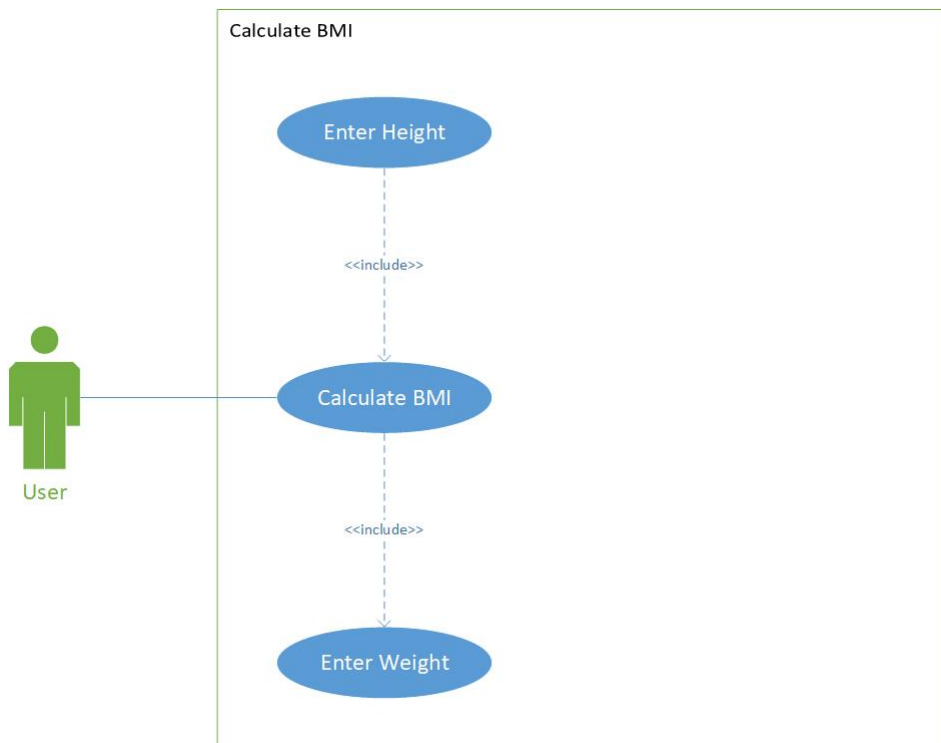 Calculate BMI
Enter Height
<<include>>
Calculate BMI
User
<<include>>
Enter Weight